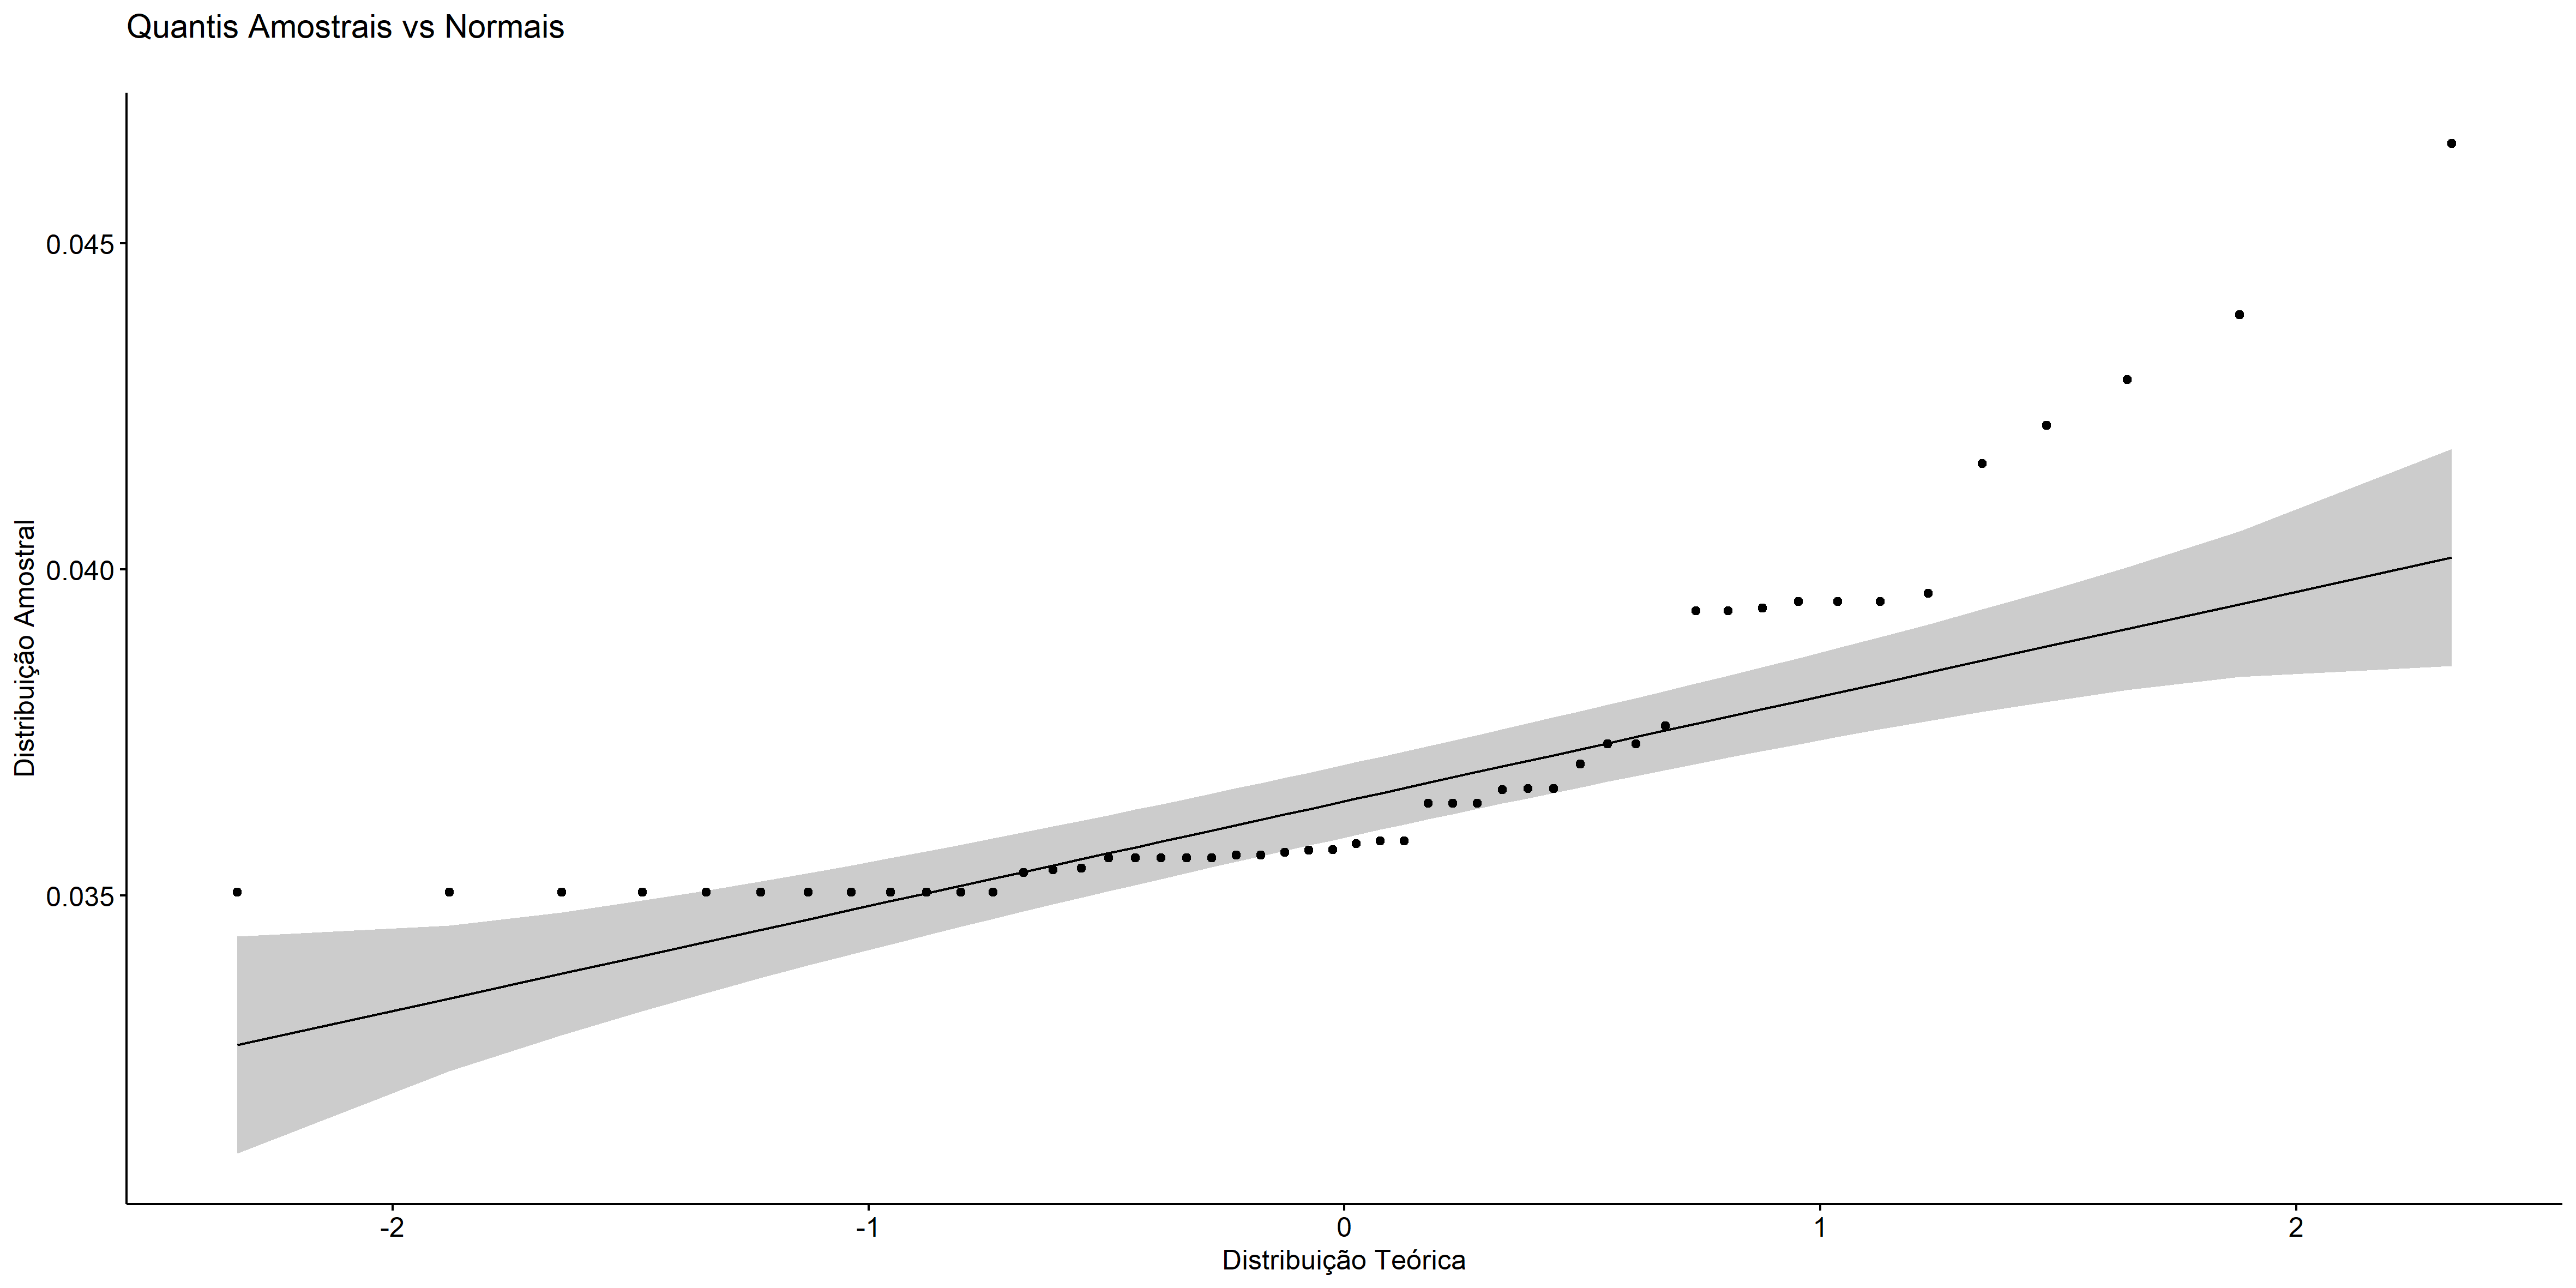 Quantis Amostrais vs Normais
Distribuição Amostral
0.045
0.040
0.035
-2
-1
0
1
2
Distribuição Teórica